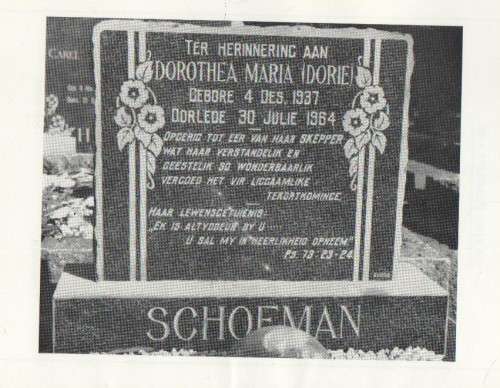 CAREL
TER HERINNERING AAN
DOROTHEA MARIA (DORIE)
GEBORE 4 DES. 1937
OORLEDE 30 JULIE 1964
OPGERIG TOT EER VAN HAAR SKEPPER
WAT HAAR VERSTANDELIK EN
GEESTELIK SO WONDERBAARLIK
VERGOED HET VIR LIGGAAMLIKE
TEKORTKOMINGE.
HAAR LEWENSGETUIENIS:
„EK IS ALTYDDEUR BY U
U SAL MY IN HEERLIKHEID OPNEEM"
PS. 73 : 23-24
SCHOEMAN